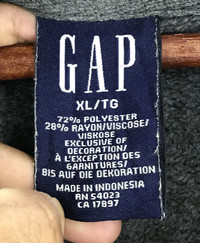 GAP
XL/TG
72% POLYESTER
28% RAYON/VISCOSE/
VISKOSE
EXCLUSIVE OF
DECORATION/
À L'EXCEPTION DES
GARNITURES/
BIS AUF DIE DEKORATION
MADE IN INDONESIA
RN 54023
CA 17897